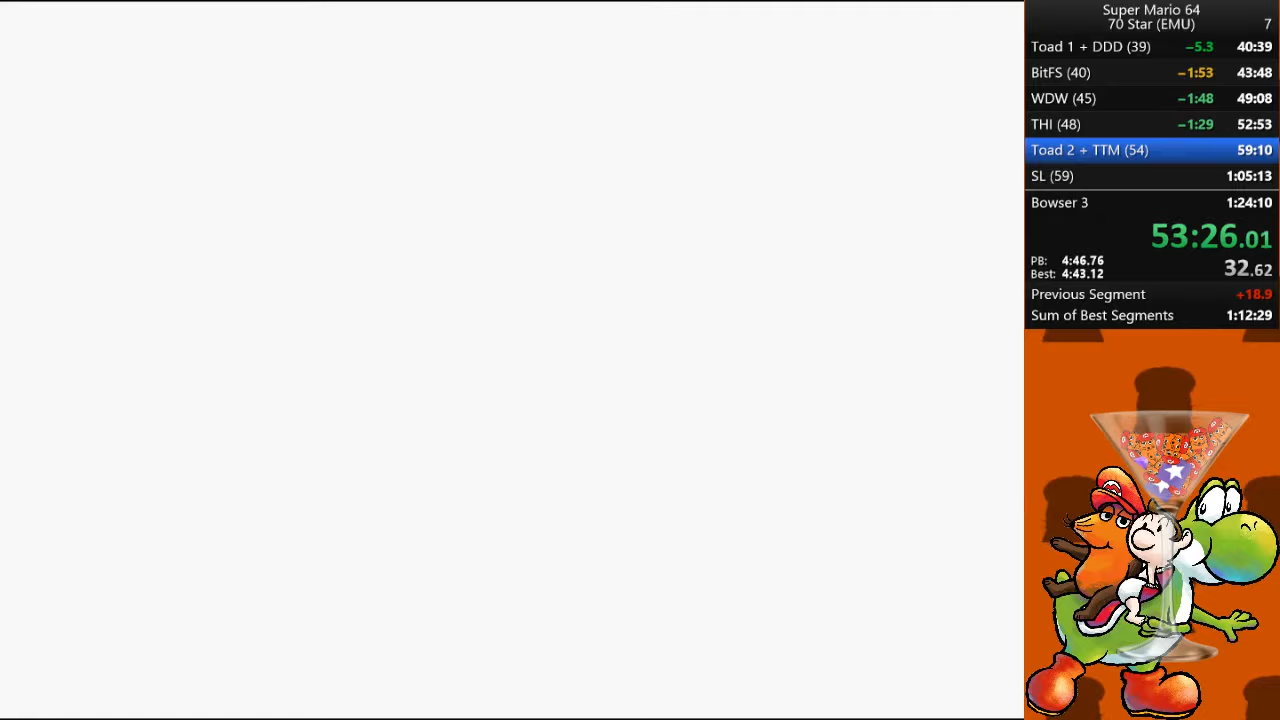 Super Mario 64
70 Star (EMU) 7
Toad 1 + DDD (39) −5.3 40:39
BitFS (40) −1:53 43:48
WDW (45) −1:48 49:08
THI (48) −1:29 52:53
Toad 2 + TTM (54) 59:10
SL (59) 1:05:13
Bowser 3 1:24:10
53:26.01
PB: 4:46.76
Best: 4:43.12
32.62
Previous Segment +18.9
Sum of Best Segments 1:12:29